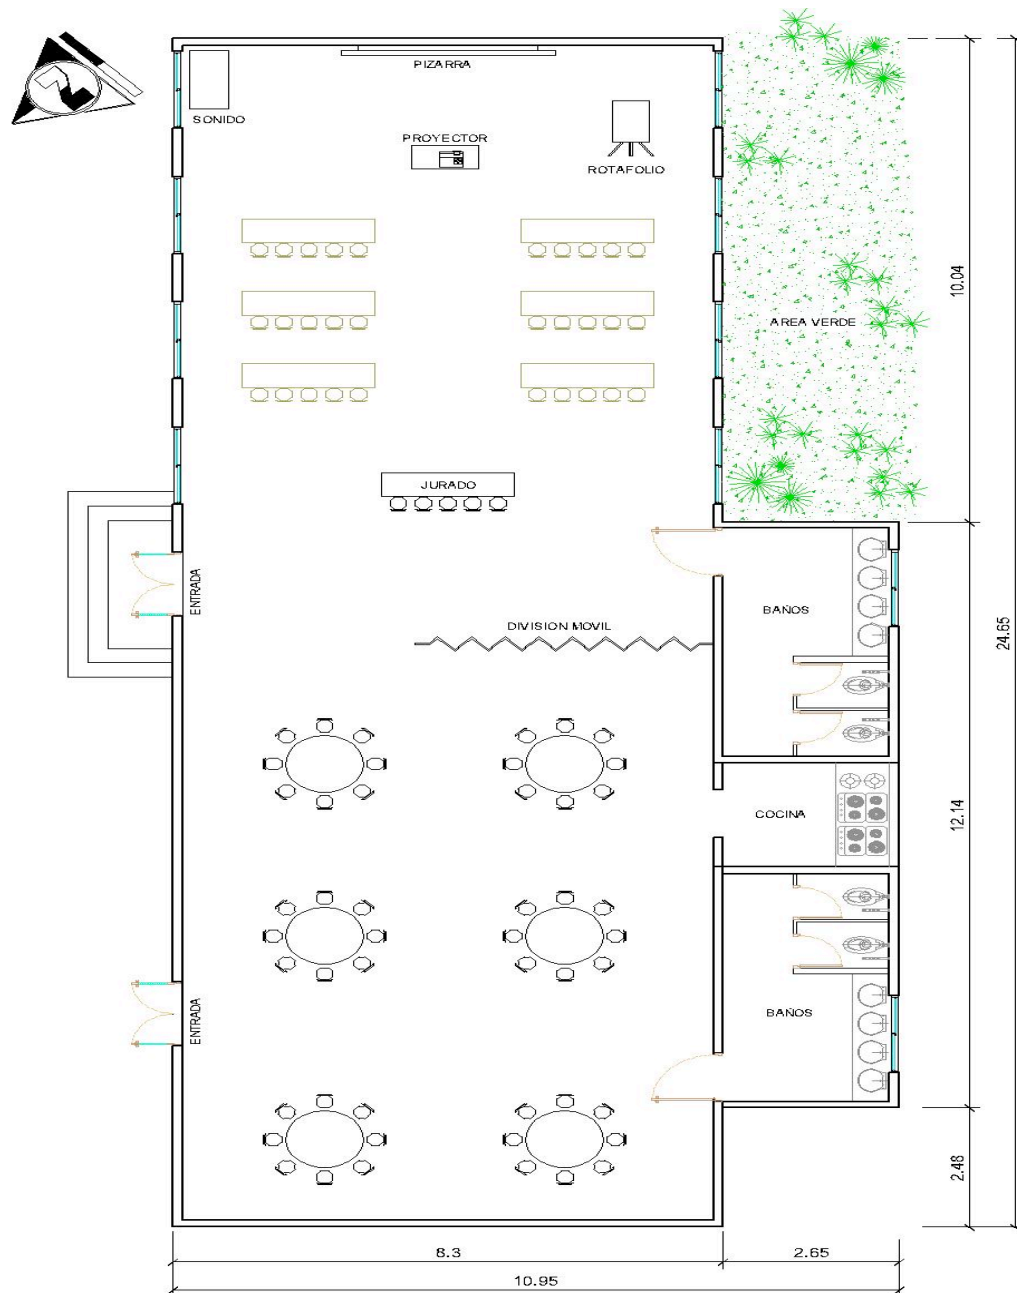 PIZARRA
SONIDO
PROYECTOR
ROTAFOLIO
10.04
AREA VERDE
JURADO
ENTRADA
BAÑOS
DIVISION MOVIL
24.65
COCINA
12.14
ENTRADA
BAÑOS
2.48
8.3
2.65
10.95